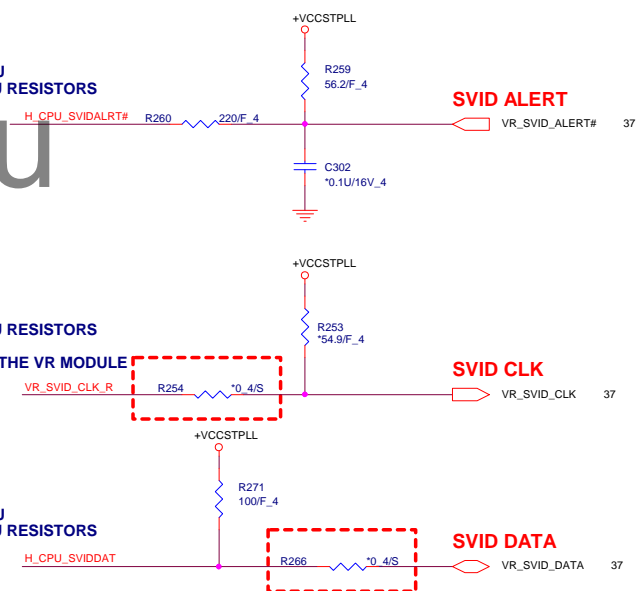 +VCCSTPLL
R259
56.2/F_4
U
U RESISTORS
SVID ALERT
H_CPU_SVIDALRT#
R260
220/F_4
VR_SVID_ALERT#
37
u
C302
*0.1U/16V_4
+VCCSTPLL
R253
*54.9/F_4
U RESISTORS
THE VR MODULE
SVID CLK
VR_SVID_CLK_R
R254
*0_4/S
VR_SVID_CLK
37
+VCCSTPLL
R271
100/F_4
U
U RESISTORS
SVID DATA
H_CPU_SVIDDAT
R266
*0_4/S
VR_SVID_DATA
37